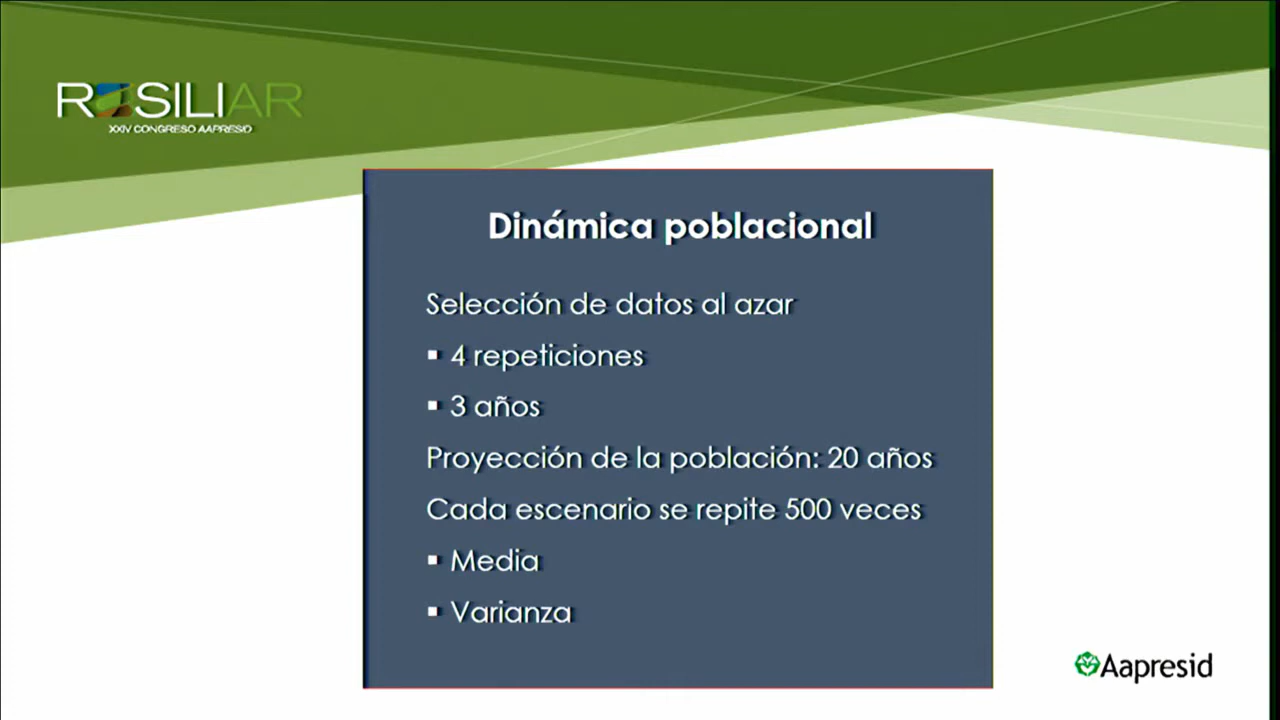 RESILIAR
XXIV CONGRESO AAPRESID
Dinámica poblacional
Selección de datos al azar
▪ 4 repeticiones
▪ 3 años
Proyección de la población: 20 años
Cada escenario se repite 500 veces
▪ Media
▪ Varianza
Aapresid